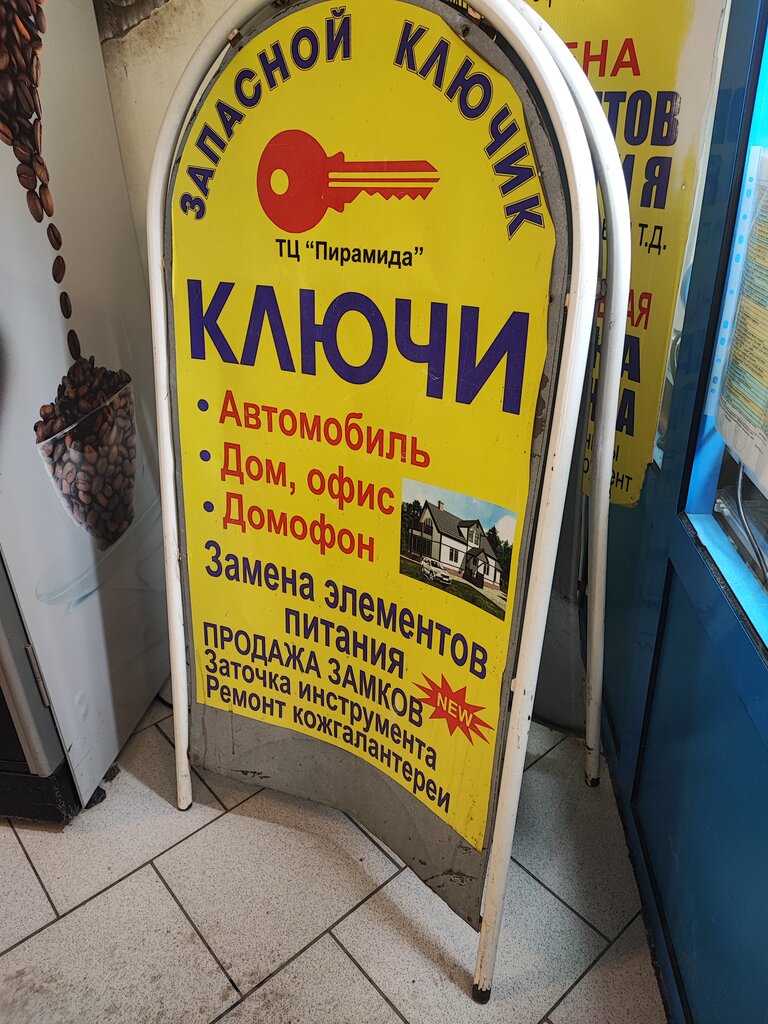 ЗАПАСНОЙ КЛЮЧИК
ТЦ "Пирамида"
КЛЮЧИ
• Автомобиль
• Дом, офис
• Домофон
Замена элементов
питания
ПРОДАЖА ЗАМКОВ
NEW
Заточка инструмента
Ремонт кожгалантереи
Т.Д.